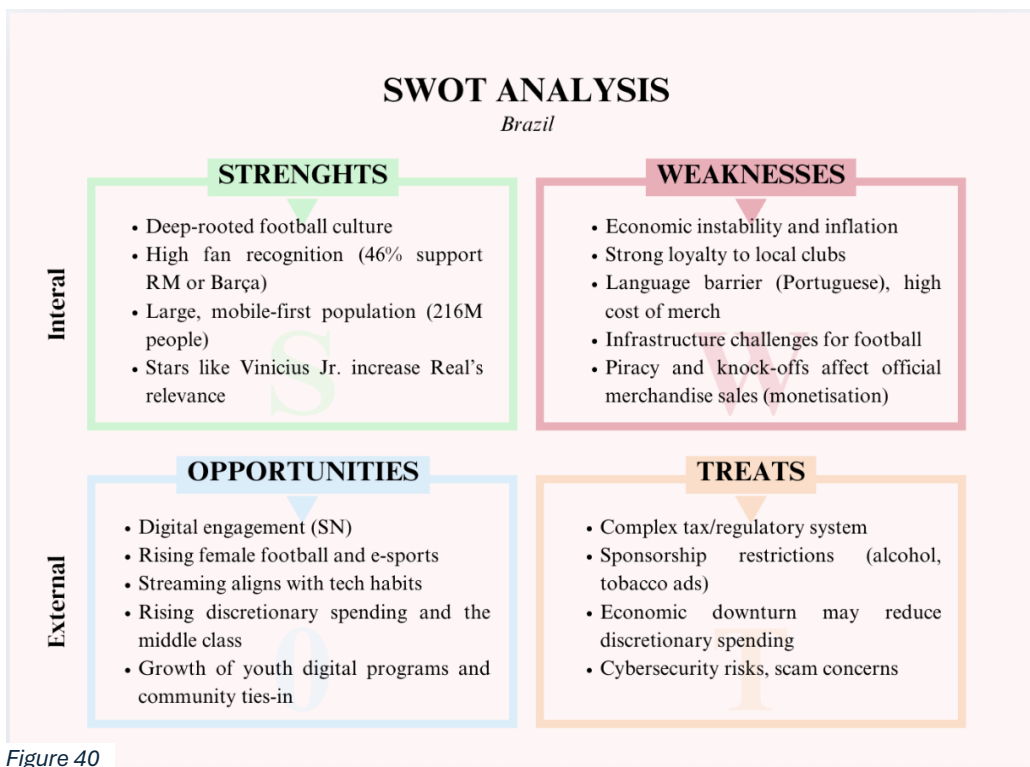 SWOT ANALYSIS
Brazil
Interal
STRENGHTS
• Deep-rooted football culture
• High fan recognition (46% support
RM or Barça)
• Large, mobile-first population (216M
people)
• Stars like Vinicius Jr. increase Real's
relevance
S
WEAKNESSES
• Economic instability and inflation
• Strong loyalty to local clubs
• Language barrier (Portuguese), high
cost of merch
• Infrastructure challenges for football
• Piracy and knock-offs affect official
merchandise sales (monetisation)
W
External
OPPORTUNITIES
• Digital engagement (SN)
• Rising female football and e-sports
• Streaming aligns with tech habits
• Rising discretionary spending and the
middle class
• Growth of youth digital programs and
community ties-in
0
TREATS
• Complex tax/regulatory system
• Sponsorship restrictions (alcohol,
tobacco ads)
• Economic downturn may reduce
discretionary spending
• Cybersecurity risks, scam concerns
T
Figure 40